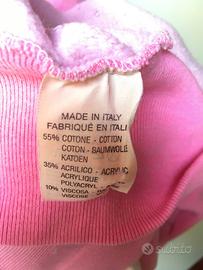 MADE IN ITALY
FABRIQUÉ EN ITALI
55% COTONE - COTTON
COTON - BAUMWOLLE
KATOEN
35% ACRILICO - ACRYLIC
ACRYLIQUE
POLYACRYL
10% VISCOSA
VISCOSE
subito